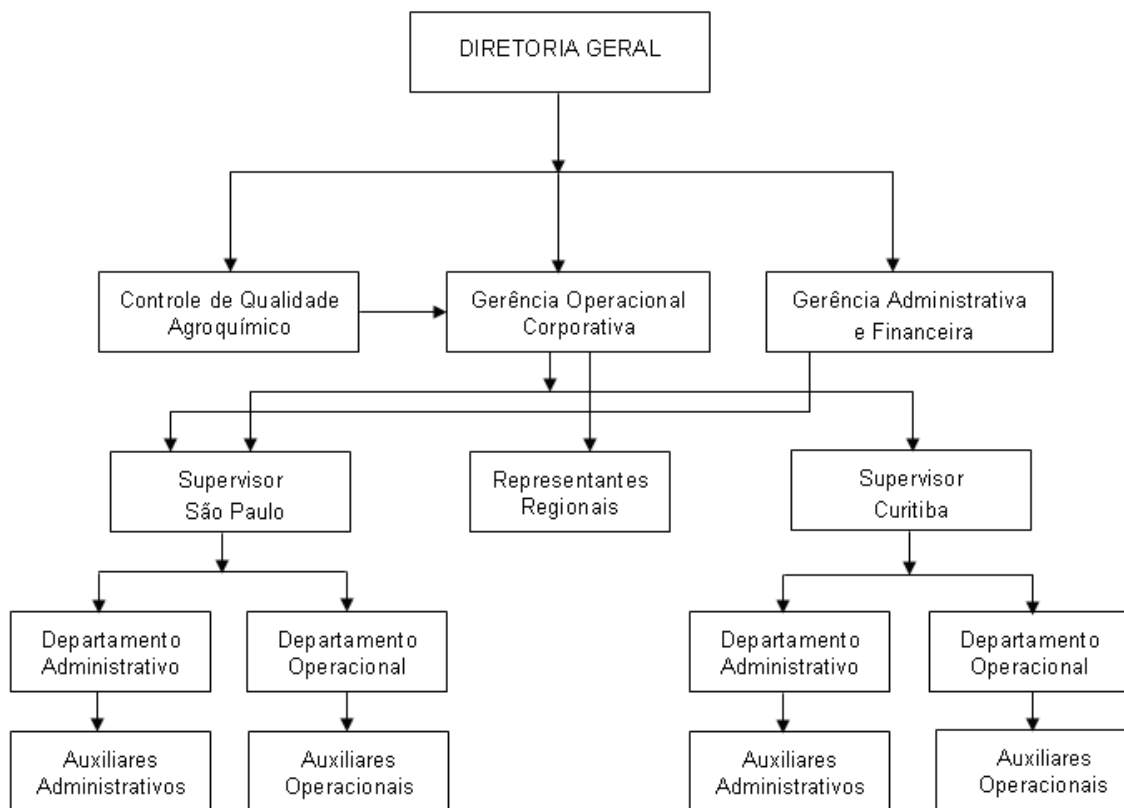 DIRETORIA GERAL
Controle de Qualidade
Agroquímico
Gerência Operacional
Corporativa
Gerência Administrativa
e Financeira
Supervisor
São Paulo
Representantes
Regionais
Supervisor
Curitiba
Departamento
Administrativo
Departamento
Operacional
Departamento
Administrativo
Departamento
Operacional
Auxiliares
Administrativos
Auxiliares
Operacionais
Auxiliares
Administrativos
Auxiliares
Operacionais